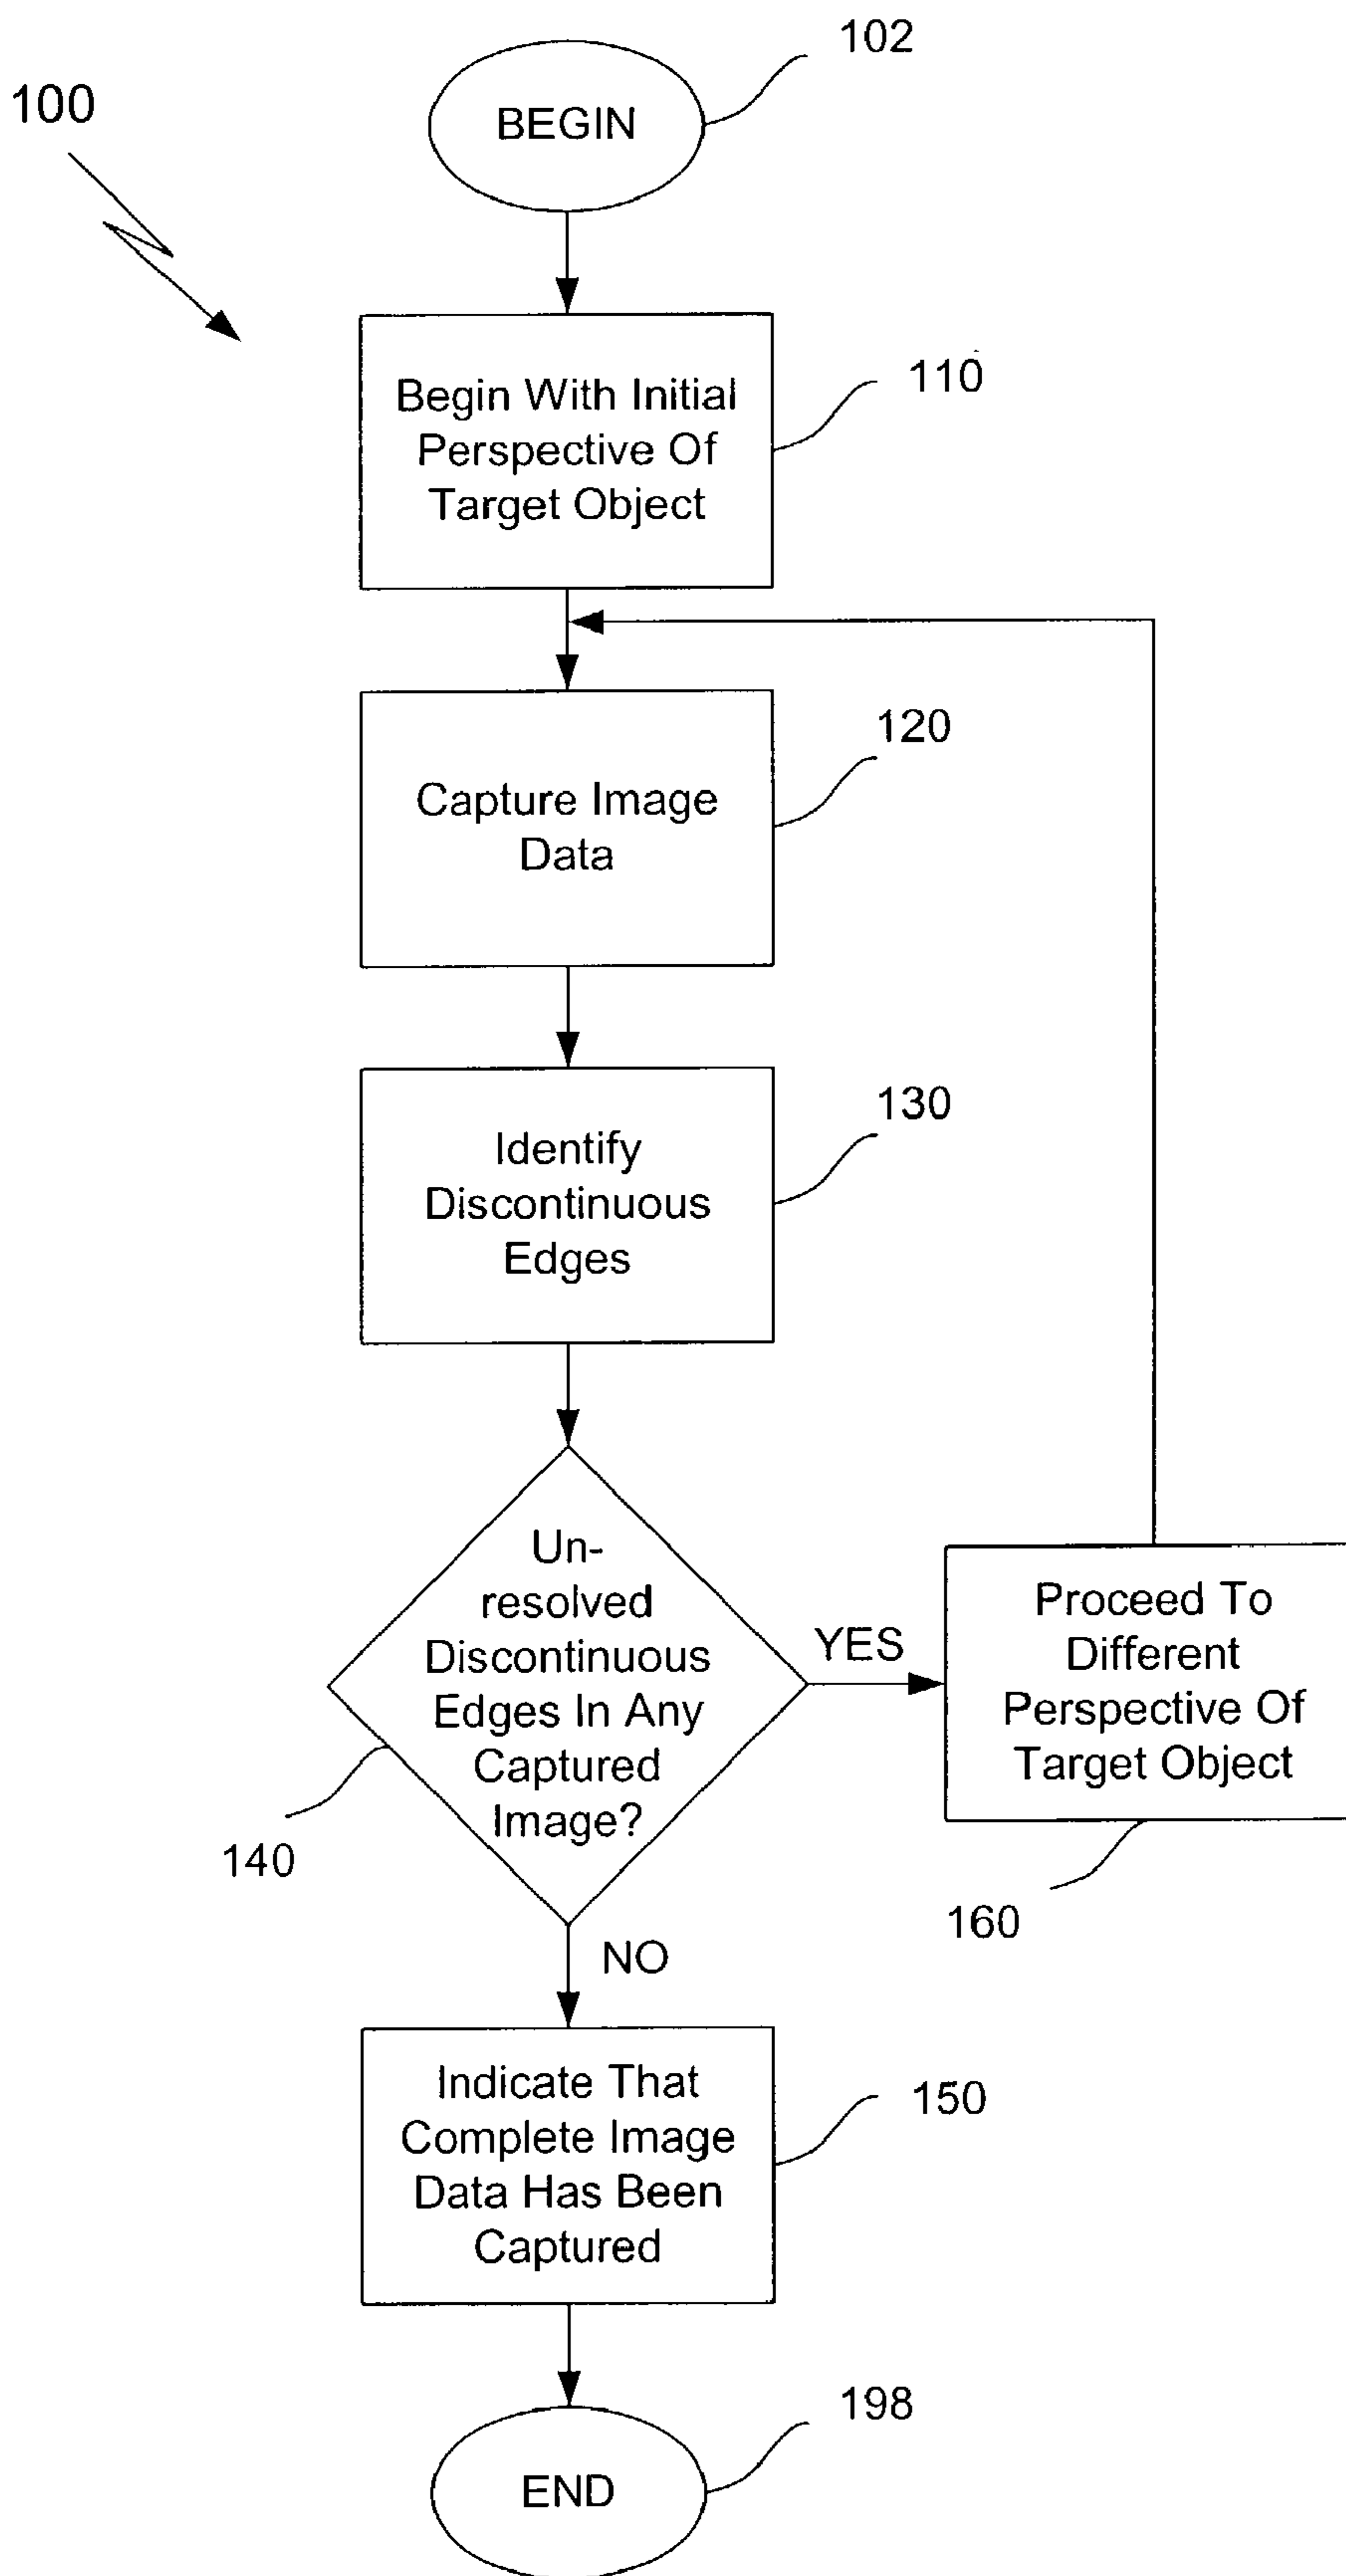 102
100
BEGIN
110
Begin With Initial
Perspective Of
Target Object
120
Capture Image
Data
130
Identify
Discontinuous
Edges
Un-
resolved
Discontinuous
Edges In Any
Captured
Image?
140
YES
Proceed To
Different
Perspective Of
Target Object
160
NO
Indicate That
Complete Image
Data Has Been
Captured
150
198
END